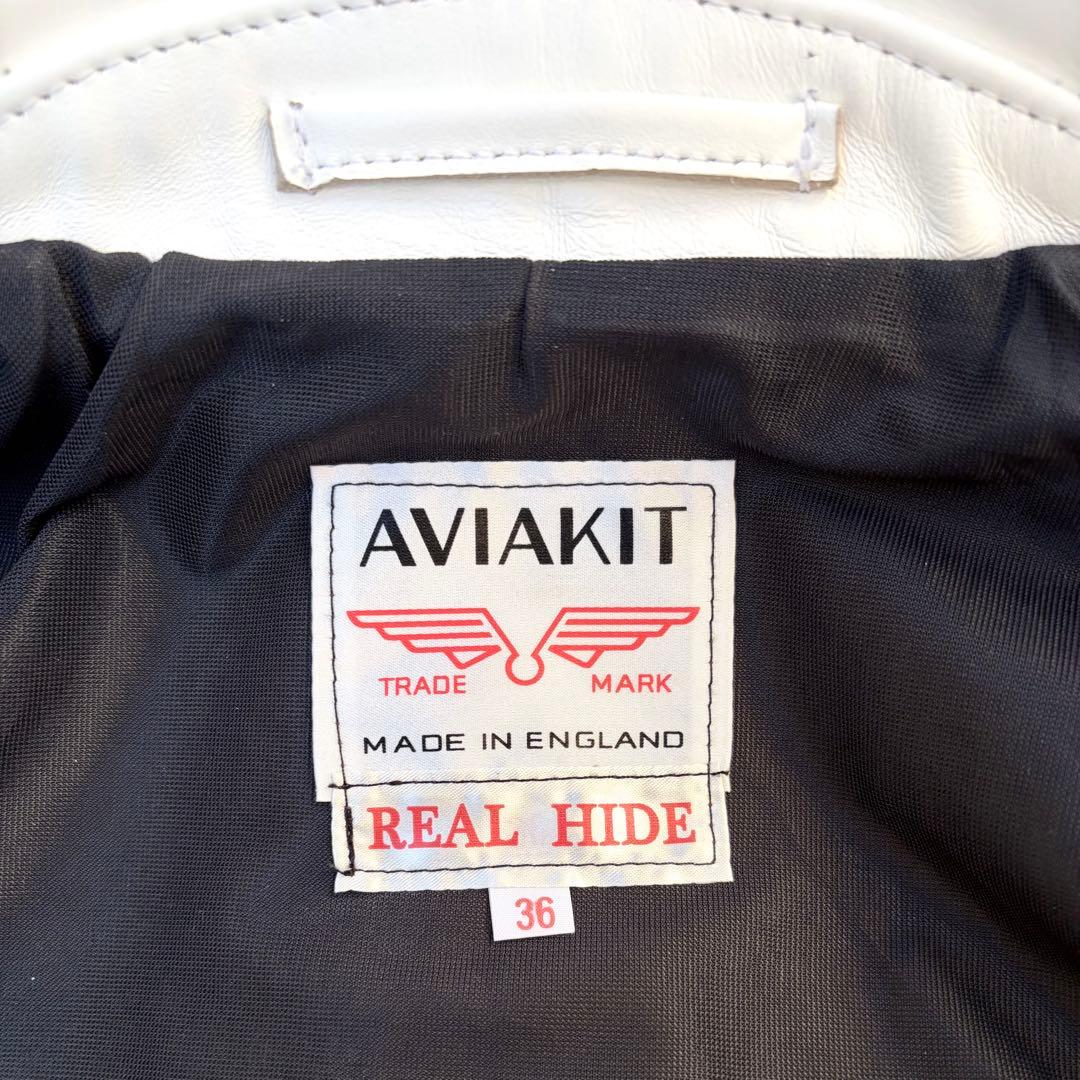 AVIAKIT
TRADE MARK
MADE IN ENGLAND
REAL HIDE
36